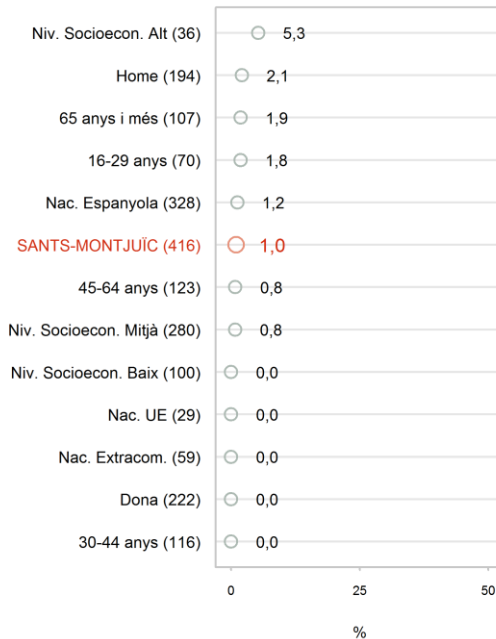 Niv. Socioecon. Alt (36) 5,3
Home (194) 2,1
65 anys i més (107) 1,9
16-29 anys (70) 1,8
Nac. Espanyola (328) 1,2
SANTS-MONTJUÏC (416) 1,0
45-64 anys (123) 0,8
Niv. Socioecon. Mitjà (280) 0,8
Niv. Socioecon. Baix (100) 0,0
Nac. UE (29) 0,0
Nac. Extracom. (59) 0,0
Dona (222) 0,0
30-44 anys (116) 0,0
0 25 50
%